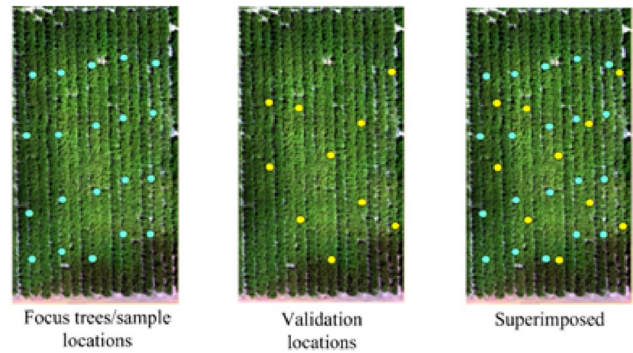 Focus trees/sample
locations
Validation
locations
Superimposed